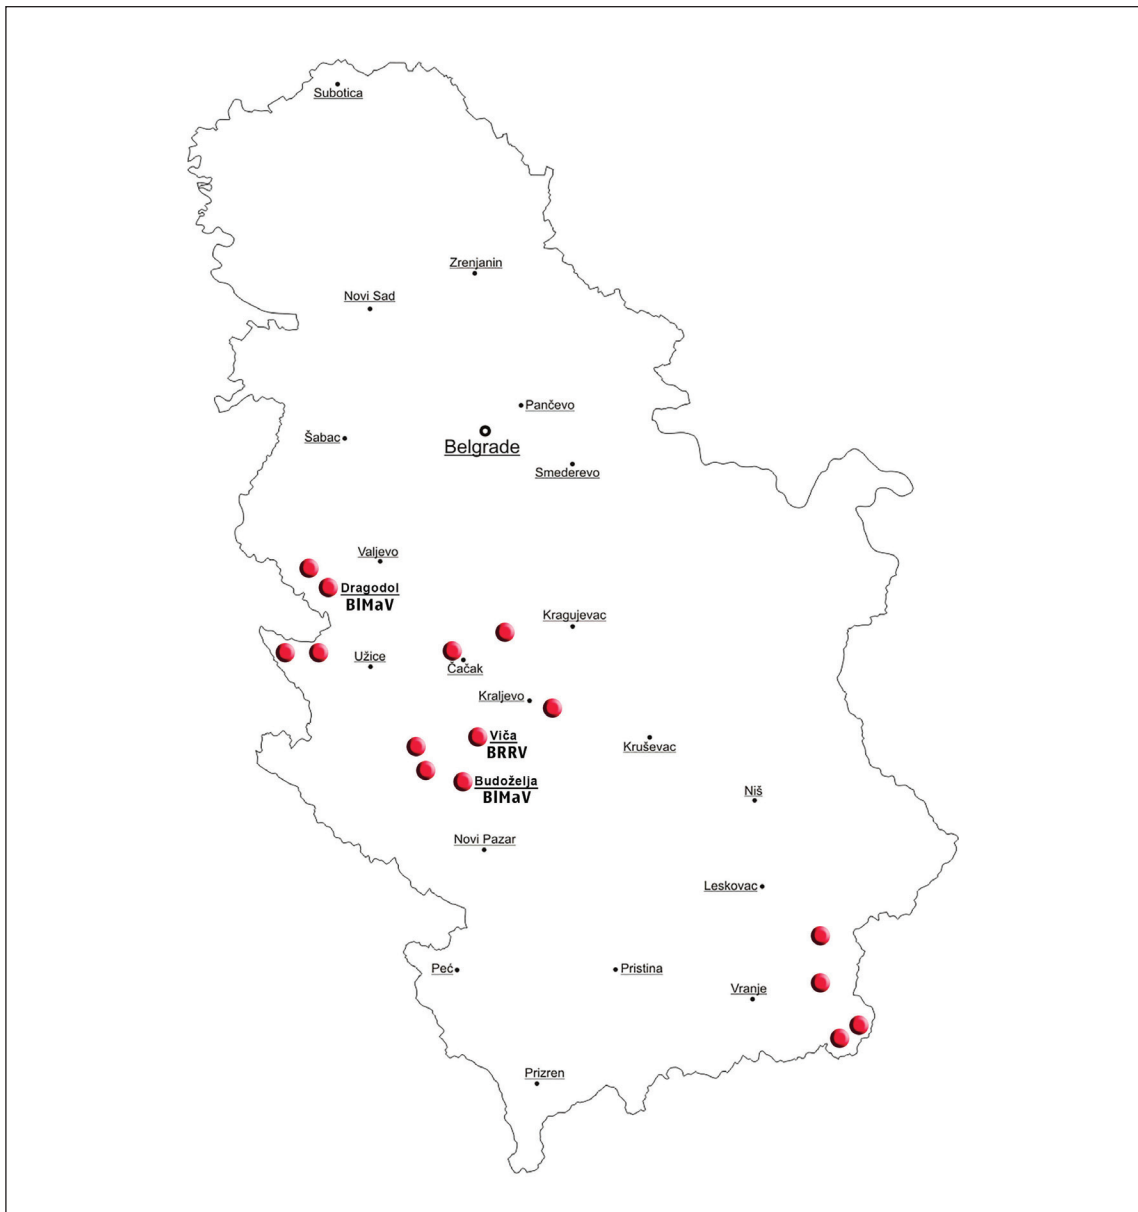 Subotica
Zrenjanin
Novi Sad
Pančevo
Šabac
Belgrade
Smederevo
Valjevo
Dragodol
BlMaV
Kragujevac
Užice
Čačak
Kraljevo
Viča
BRRV
Kruševac
Budoželja
BlMaV
Niš
Novi Pazar
Leskovac
Peć
Pristina
Vranje
Prizren